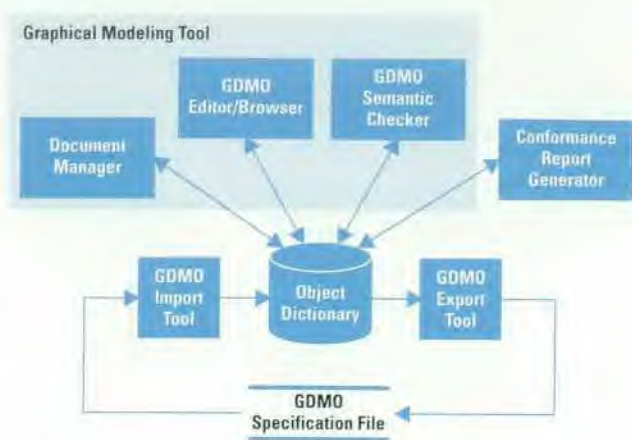 Graphical Modeling Tool
GDMO
Editor/Browser
GDMO
Semantic
Checker
Document
Manager
Conformance
Report
Generator
GDMO
Import
Tool
Object
Dictionary
GDMO
Export
Tool
GDMO
Specification File